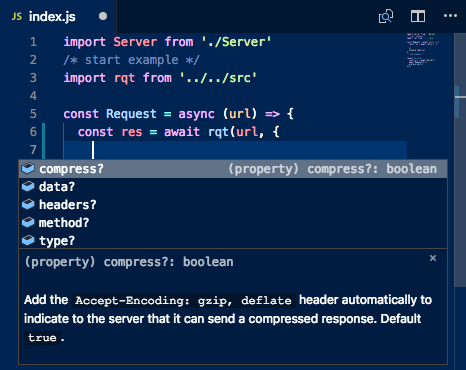 JS index.js
1 import Server from './Server'
2 /* start example */
3 import rqt from '../../src'
4
5 const Request = async (url) => {
6 const res = await rqt(url, {
7
compress? (property) compress?: boolean
data?
headers?
method?
type?
(property) compress?: boolean ×
Add the Accept-Encoding: gzip, deflate header automatically to
indicate to the server that it can send a compressed response. Default
true.